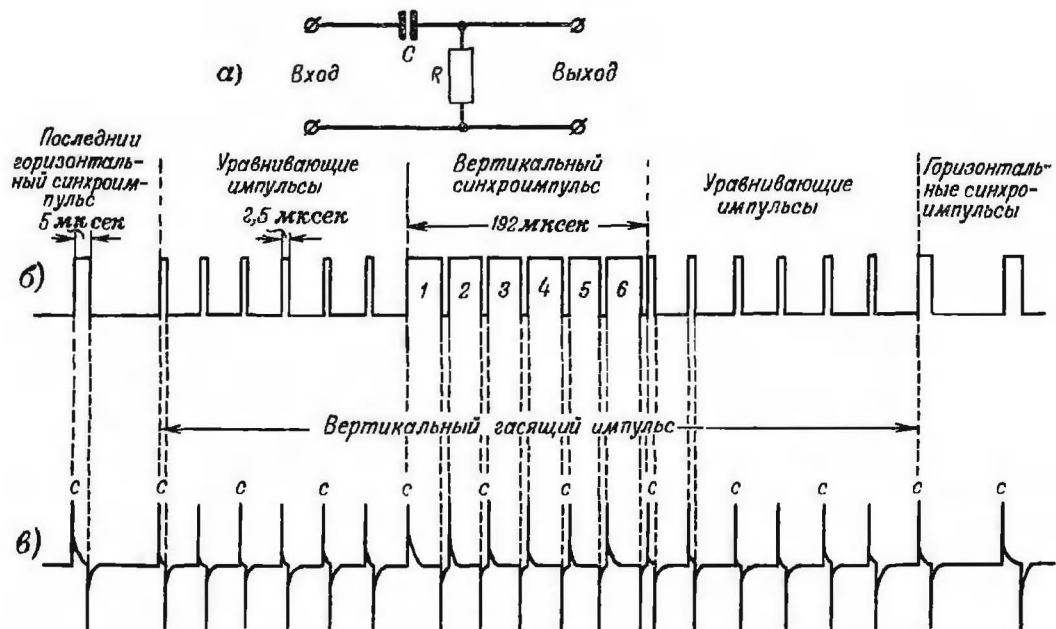 а)
Вход
C
R
Выход
Последнии
горизонталь-
ный синхроим-
пульс
5 мксек
Уравнивающие
импульсы
2,5 мксек
Вертикальный
синхроимпульс
192 мксек
Уравнивающие
импульсы
Горизонталь-
ные синхро-
импульсы
б)
1 2 3 4 5 6
Вертикальный гасящий импульс
с с с с с с с с с с с с
в)